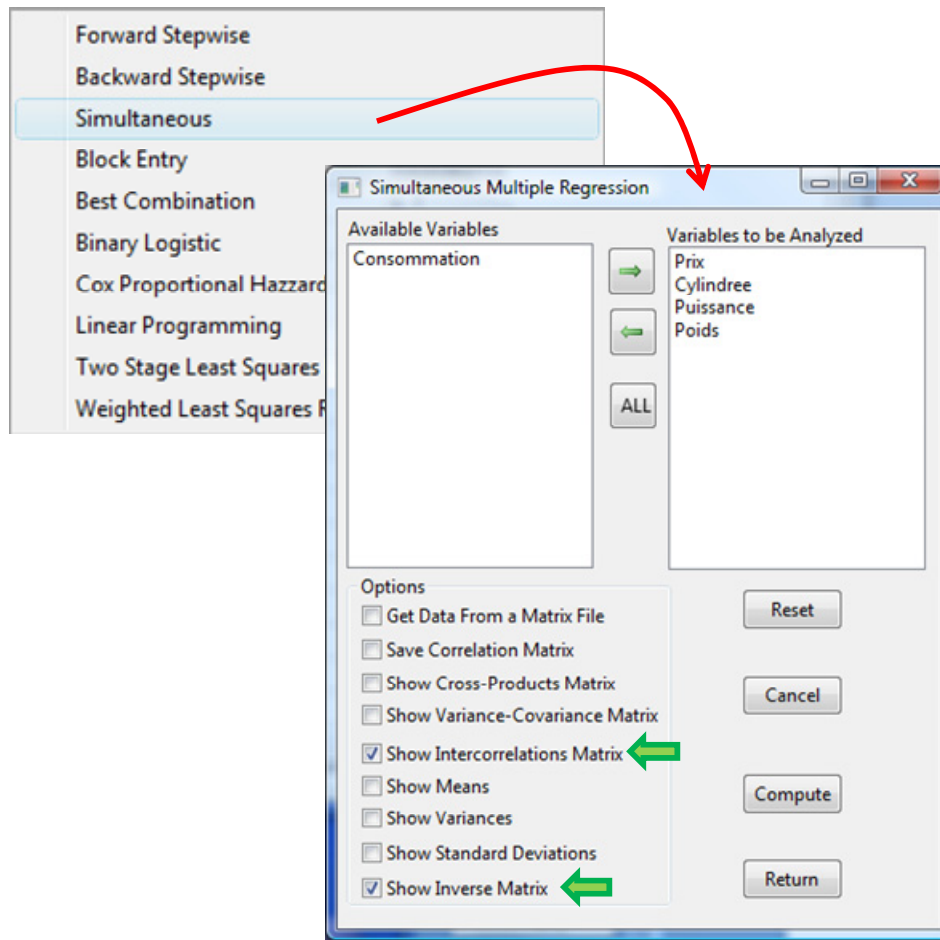 Forward Stepwise
Backward Stepwise
Simultaneous
Block Entry
Best Combination
Binary Logistic
Cox Proportional Hazzard
Linear Programming
Two Stage Least Squares
Weighted Least Squares
Simultaneous Multiple Regression
Available Variables
Consommation
ALL
Variables to be Analyzed
Prix
Cylindree
Puissance
Poids
Options
Get Data From a Matrix File
Save Correlation Matrix
Show Cross-Products Matrix
Show Variance-Covariance Matrix
Show Intercorrelations Matrix
Show Means
Show Variances
Show Standard Deviations
Show Inverse Matrix
Reset
Cancel
Compute
Return